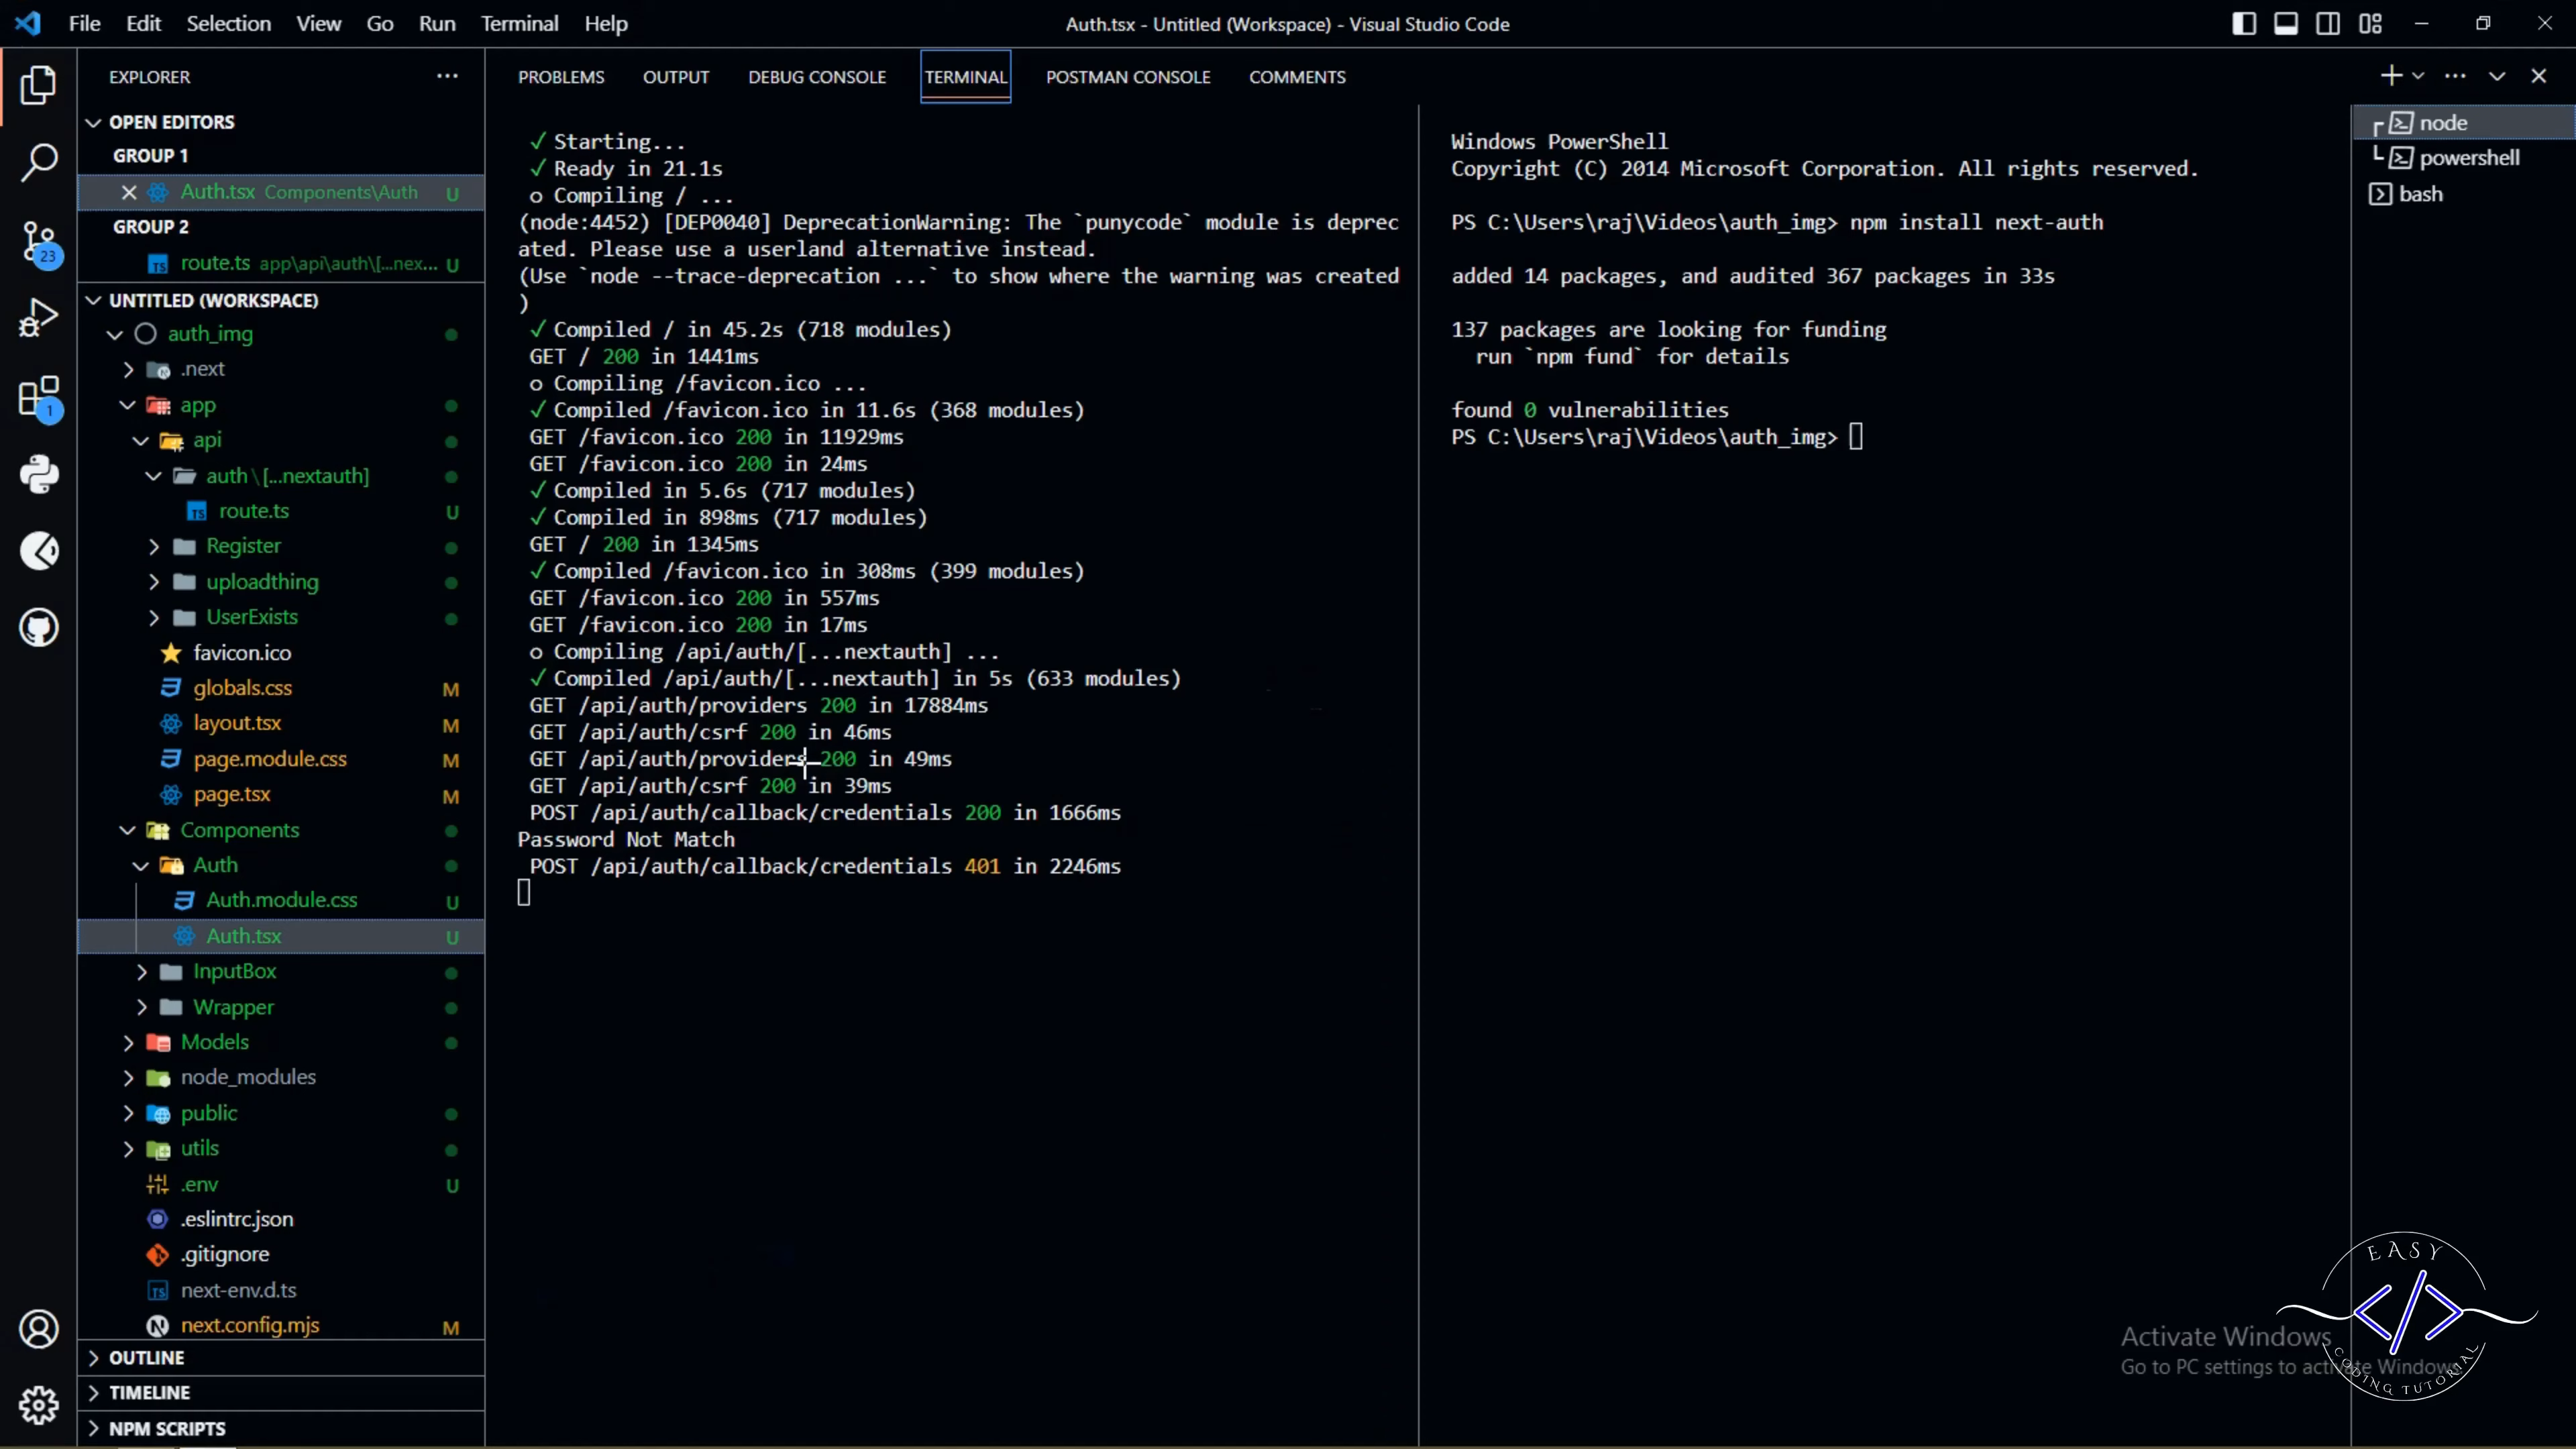 File Edit Selection View Go Run Terminal Help
Auth.tsx - Untitled (Workspace) - Visual Studio Code
EXPLORER
OPEN EDITORS
GROUP 1
Auth.tsx Components\Auth U
GROUP 2
route.ts app\api\auth\[...nex... U
UNTITLED (WORKSPACE)
auth_img
.next
app
api
auth\[...nextauth]
route.ts U
Register
uploadthing
UserExists
favicon.ico
globals.css M
layout.tsx M
page.module.css M
page.tsx M
Components
Auth
Auth.module.css U
Auth.tsx U
InputBox
Wrapper
Models
node_modules
public
utils
.env U
.eslintrc.json
.gitignore
next-env.d.ts
next.config.mjs M
OUTLINE
TIMELINE
NPM SCRIPTS
23
1
PROBLEMS OUTPUT DEBUG CONSOLE TERMINAL POSTMAN CONSOLE COMMENTS
✓ Starting...
✓ Ready in 21.1s
○ Compiling / ...
(node:4452) [DEP0040] DeprecationWarning: The `punycode` module is deprec
ated. Please use a userland alternative instead.
(Use `node --trace-deprecation ...` to show where the warning was created
)
✓ Compiled / in 45.2s (718 modules)
GET / 200 in 1441ms
○ Compiling /favicon.ico ...
✓ Compiled /favicon.ico in 11.6s (368 modules)
GET /favicon.ico 200 in 11929ms
GET /favicon.ico 200 in 24ms
✓ Compiled in 5.6s (717 modules)
✓ Compiled in 898ms (717 modules)
GET / 200 in 1345ms
✓ Compiled /favicon.ico in 308ms (399 modules)
GET /favicon.ico 200 in 557ms
GET /favicon.ico 200 in 17ms
○ Compiling /api/auth/[...nextauth] ...
✓ Compiled /api/auth/[...nextauth] in 5s (633 modules)
GET /api/auth/providers 200 in 17884ms
GET /api/auth/csrf 200 in 46ms
GET /api/auth/providers 200 in 49ms
GET /api/auth/csrf 200 in 39ms
POST /api/auth/callback/credentials 200 in 1666ms
Password Not Match
POST /api/auth/callback/credentials 401 in 2246ms
Windows PowerShell
Copyright (C) 2014 Microsoft Corporation. All rights reserved.
PS C:\Users\raj\Videos\auth_img> npm install next-auth
added 14 packages, and audited 367 packages in 33s
137 packages are looking for funding
run `npm fund` for details
found 0 vulnerabilities
PS C:\Users\raj\Videos\auth_img>
node
powershell
bash
Activate Windows
Go to PC settings to activate Windows.
EASY
</>
CODING TUTORIAL